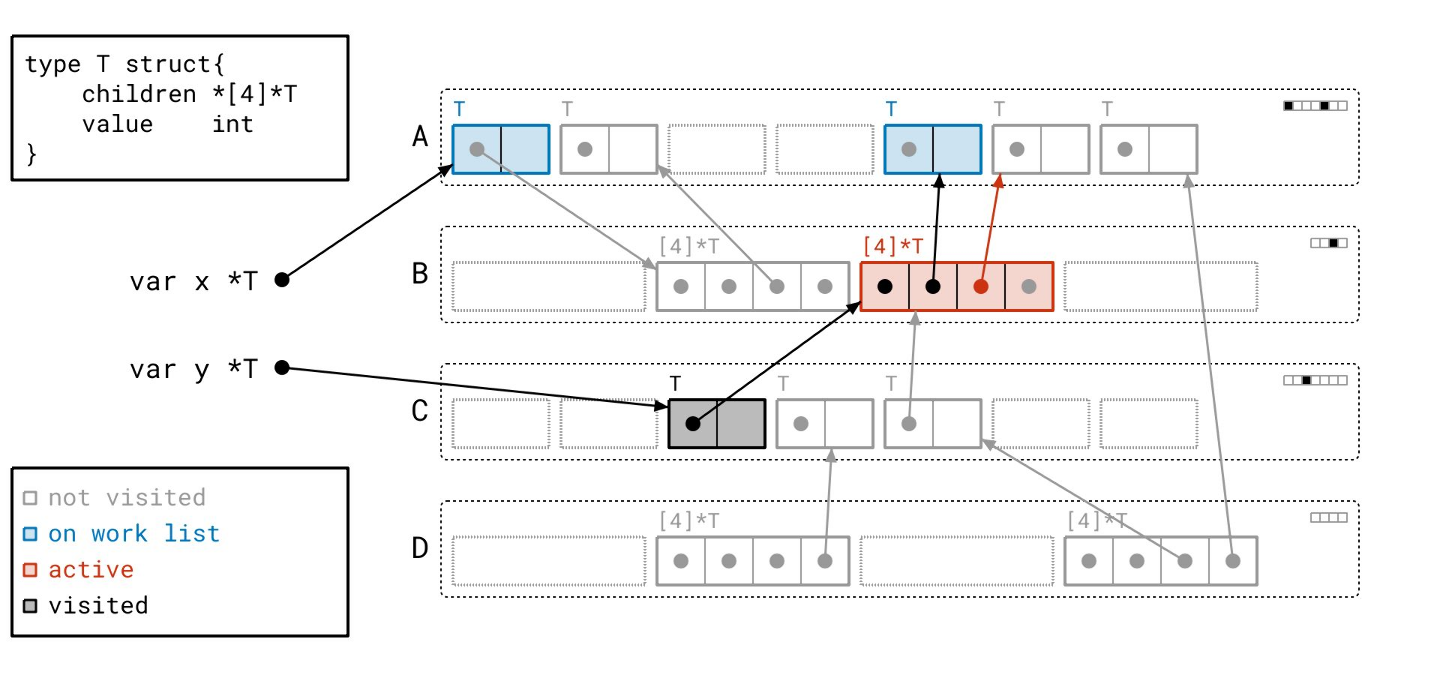 type T struct{
    children *[4]*T
    value    int
}
T
T
T
T
T
A
var x *T
[4]*T
[4]*T
B
var y *T
T
T
T
C
not visited
on work list
active
visited
[4]*T
[4]*T
D